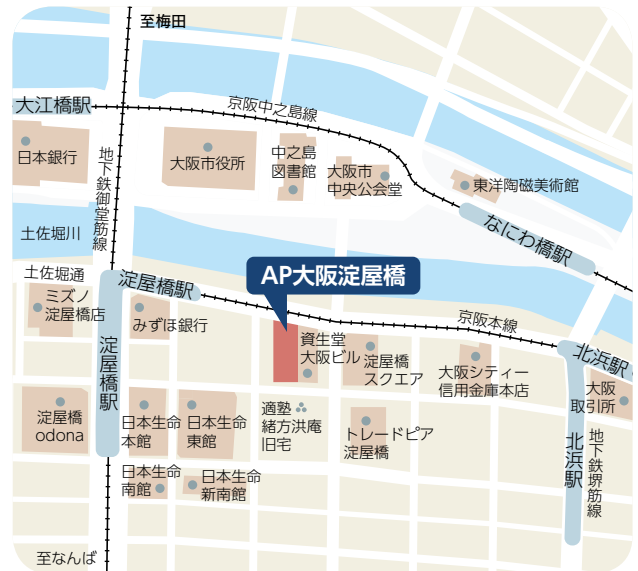 至梅田
大江橋駅
京阪中之島線
日本銀行
地下鉄御堂筋線
大阪市役所
中之島
図書館
大阪市
中央公会堂
東洋陶磁美術館
なにわ橋駅
土佐堀川
土佐堀通
淀屋橋駅
AP大阪淀屋橋
京阪本線
ミズノ
淀屋橋店
みずほ銀行
淀屋橋駅
資生堂
大阪ビル
淀屋橋
スクエア
大阪シティー
信用金庫本店
北浜駅
大阪
取引所
淀屋橋
odona
日本生命
本館
日本生命
東館
適塾
緒方洪庵
旧宅
トレードピア
淀屋橋
北浜駅
地下鉄堺筋線
日本生命
南館
日本生命
新南館
至なんば